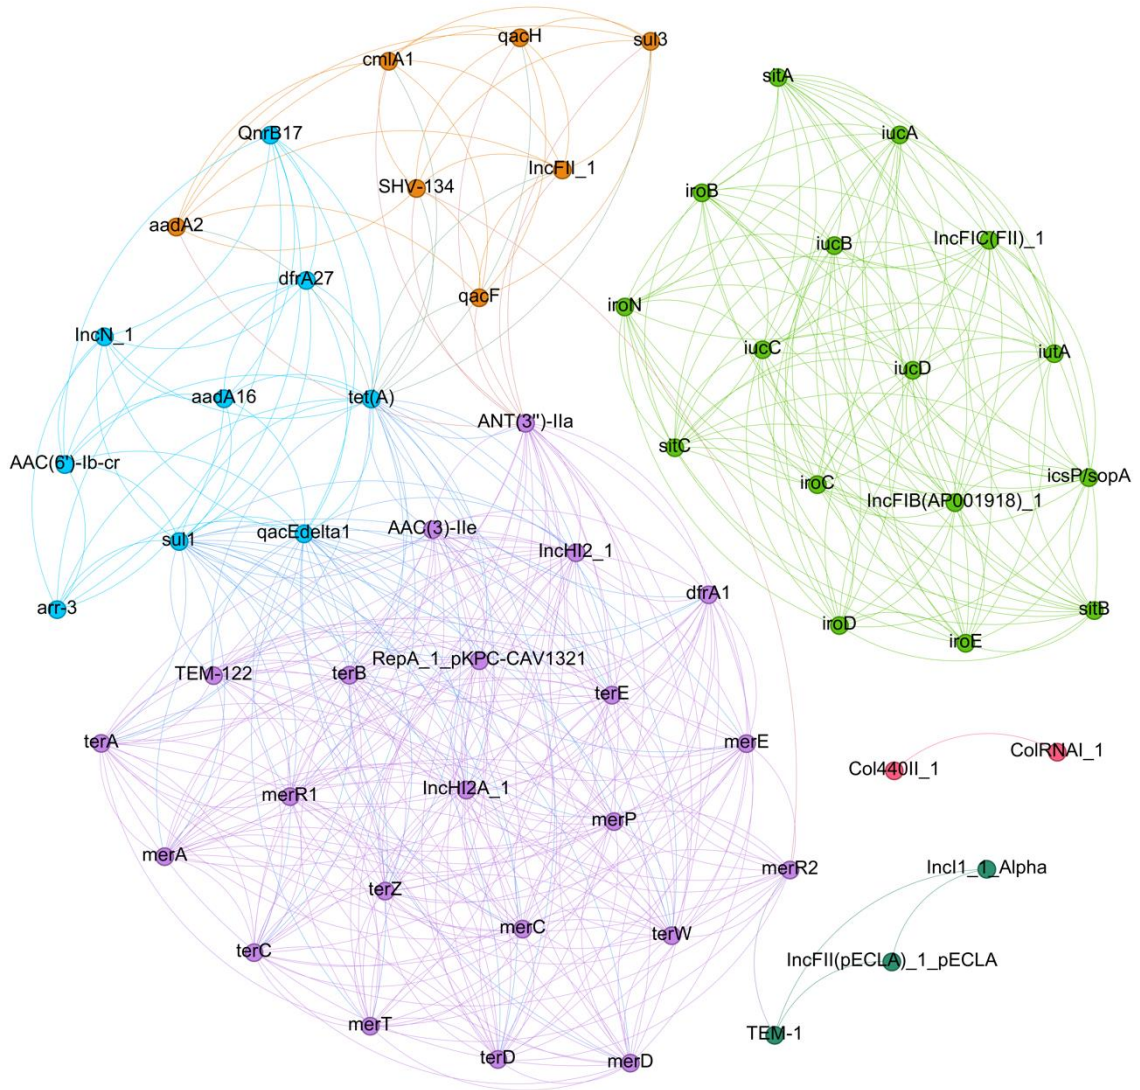 qacH
sul3
cmlA1
sitA
QnrB17
iucA
IncFII_1
SHV-134
iroB
aadA2
IncFIC(FII)_1
iucB
dfrA27
qacF
iroN
IncN_1
iucC
iutA
iucD
aadA16
tet(A)
ANT(3'')-IIa
sitC
AAC(6')-Ib-cr
icsP/sopA
iroC
IncFIB(AP001918)_1
AAC(3)-IIe
qacEdelta1
sul1
IncHI2_1
dfrA1
arr-3
sitB
iroD
iroE
RepA_1_pKPC-CAV1321
TEM-122
terB
terE
terA
merE
ColRNAI_1
Col440II_1
IncHI2A_1
merR1
merP
merA
merR2
IncI1_1_Alpha
terZ
merC
terW
terC
IncFII(pECLA)_1_pECLA
merT
TEM-1
terD
merD